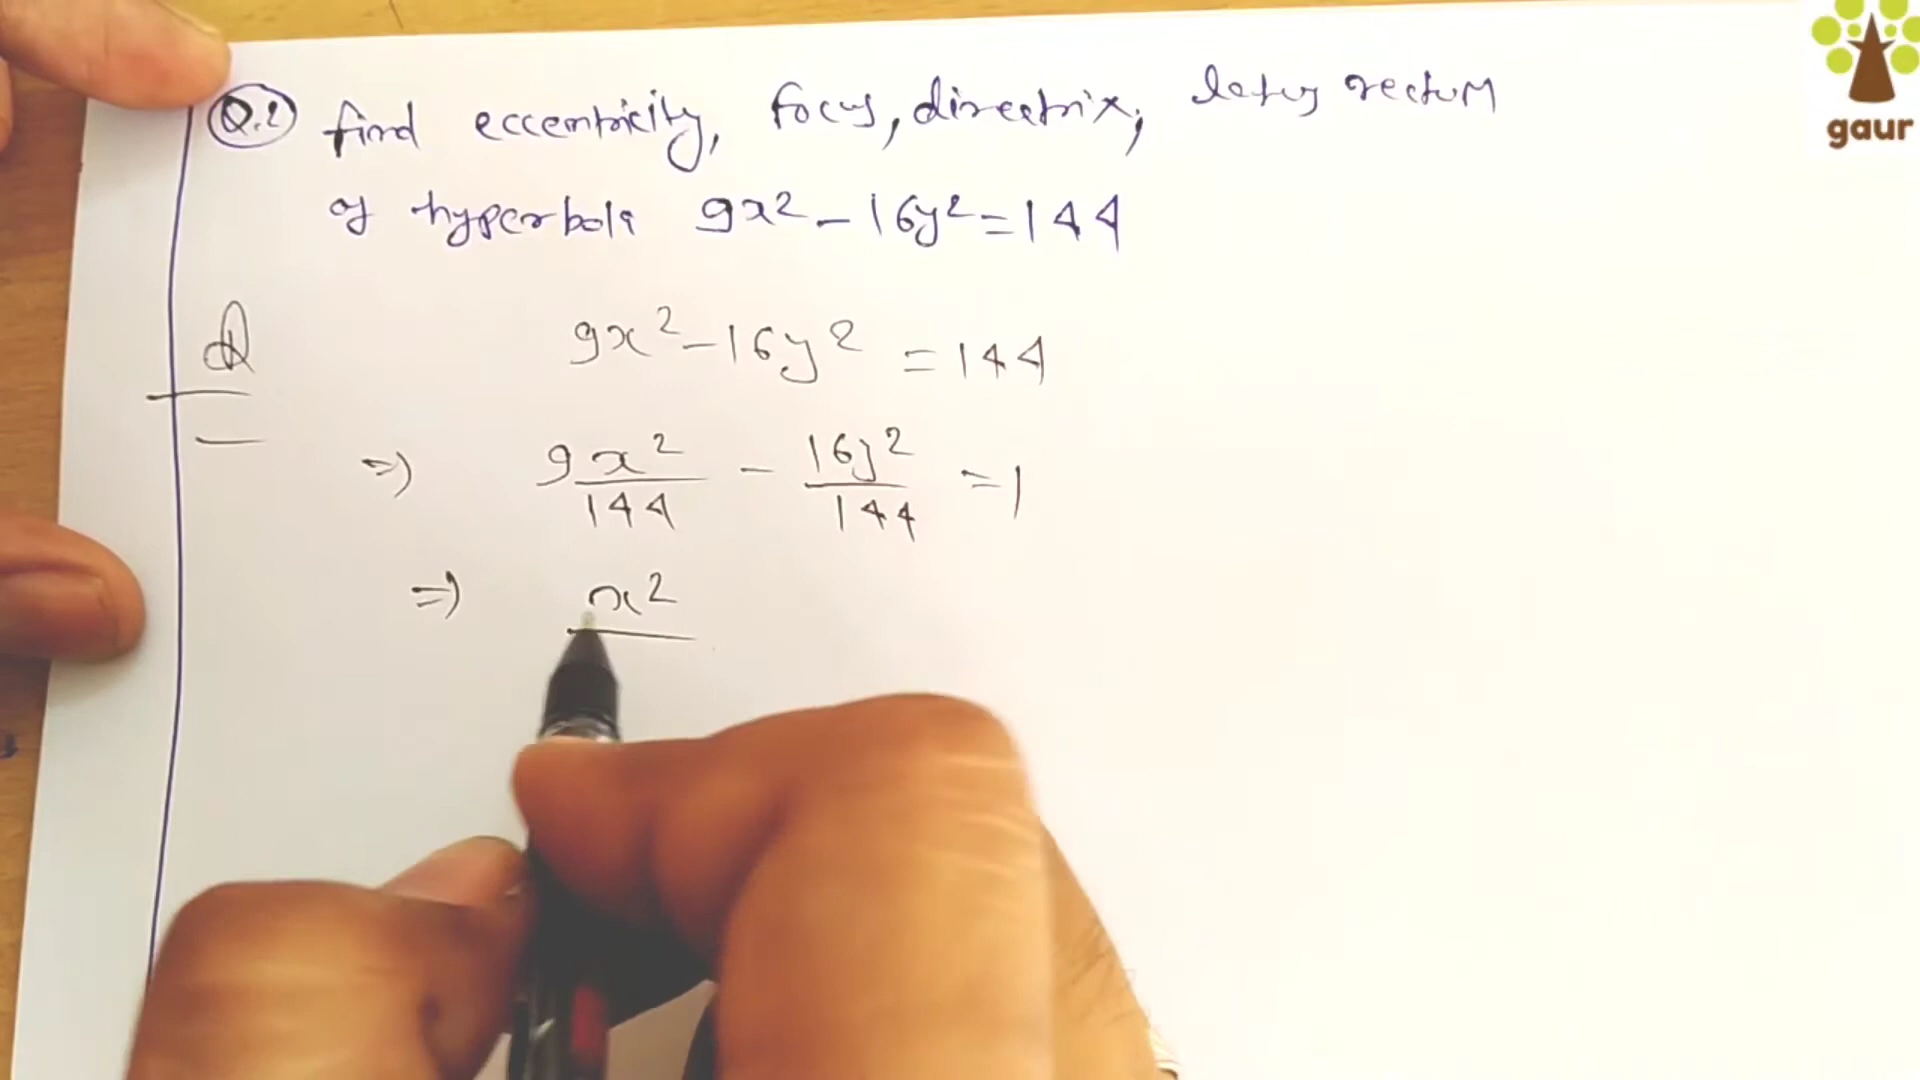 Q.2 find eccentricity, focus, directrix, latus rectum
of hyperbola 9x² - 16y² = 144
9x² - 16y² = 144
=> 9x²/144 - 16y²/144 = 1
=> x²
gaur